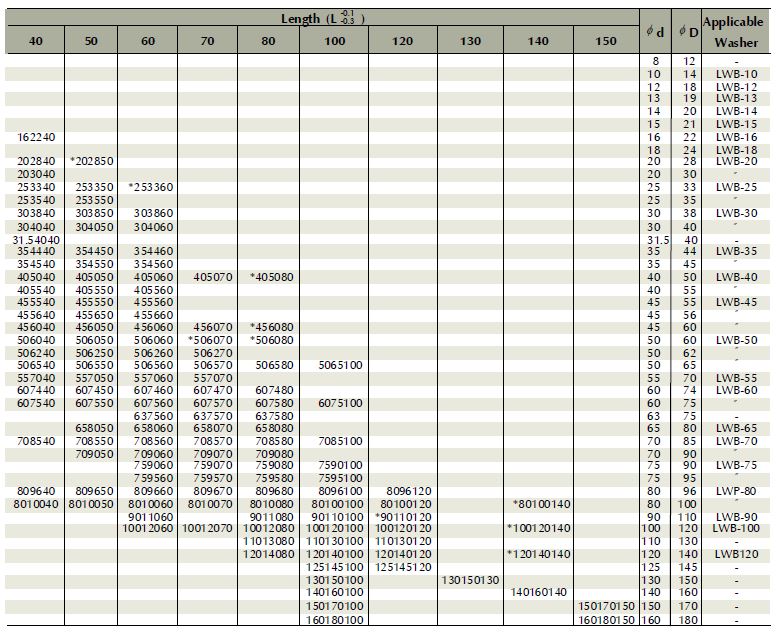 Length (L -0.1 -0.3 )
40 50 60 70 80 100 120 130 140 150 φ d φ D Applicable Washer
8 12 -
10 14 LWB-10
12 18 LWB-12
13 19 LWB-13
14 20 LWB-14
15 21 LWB-15
162240 16 22 LWB-16
18 24 LWB-18
202840 *202850 20 28 LWB-20
203040 20 30 ″
253340 253350 *253360 25 33 LWB-25
253540 253550 25 35 ″
303840 303850 303860 30 38 LWB-30
304040 304050 304060 30 40 ″
31.54040 31.5 40 -
354440 354450 354460 35 44 LWB-35
354540 354550 354560 35 45 ″
405040 405050 405060 405070 *405080 40 50 LWB-40
405540 405550 405560 40 55 ″
455540 455550 455560 45 55 LWB-45
455640 455650 455660 45 56 ″
456040 456050 456060 456070 *456080 45 60 ″
506040 506050 506060 *506070 *506080 50 60 LWB-50
506240 506250 506260 506270 50 62 ″
506540 506550 506560 506570 506580 5065100 50 65 ″
557040 557050 557060 557070 55 70 LWB-55
607440 607450 607460 607470 607480 60 74 LWB-60
607540 607550 607560 607570 607580 6075100 60 75 ″
637560 637570 637580 63 75 -
658050 658060 658070 658080 65 80 LWB-65
708540 708550 708560 708570 708580 7085100 70 85 LWB-70
709050 709060 709070 709080 70 90 ″
759060 759070 759080 7590100 75 90 LWB-75
759560 759570 759580 7595100 75 95 ″
809640 809650 809660 809670 809680 8096100 8096120 80 96 LWP-80
8010040 8010050 8010060 8010070 8010080 80100100 80100120 *80100140 80 100 ″
9011060 9011080 90110100 *90110120 90 110 LWB-90
10012060 10012070 10012080 100120100 100120120 *100120140 100 120 LWB-100
11013080 110130100 110130120 110 130 -
12014080 120140100 120140120 *120140140 120 140 LWB120
125145100 125145120 125 145 -
130150100 130150130 130 150 -
140160100 140160140 140 160 -
150170100 150170150 150 170 -
160180100 160180150 160 180 -